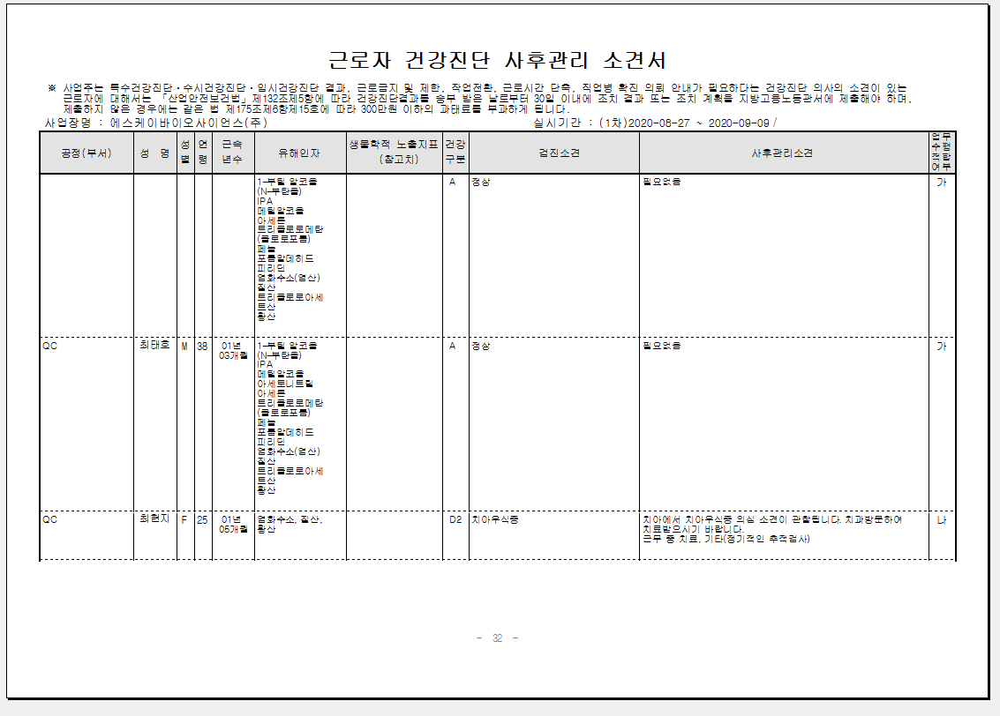 근로자 건강진단 사후관리 소견서
※ 사업주는 특수건강진단·수시건강진단·임시건강진단 결과, 근로금지 및 제한, 작업전환, 근로시간 단축, 직업병 확진 의뢰 안내가 필요하다는 건강진단 의사의 소견이 있는
근로자에 대해서는 「산업안전보건법」제132조제5항에 따라 건강진단결과를 송부 받은 날로부터 30일 이내에 조치 결과 또는 조치 계획을 지방고용노동관서에 제출해야 하며,
제출하지 않은 경우에는 같은 법 제175조제6항제15호에 따라 300만원 이하의 과태료를 부과하게 됩니다.
사업장명 : 에스케이바이오사이언스(주) 실시기간 : (1차)2020-08-27 ~ 2020-09-09 /
공정(부서) 성 명 성별 연령 근속년수 유해인자 생물학적 노출지표(참고치) 건강구분 검진소견 사후관리소견 업무수행적합여부
1-부틸 알코올 A 정상 필요없음 가
(N-부탄올)
IPA
메틸알코올
아세톤
트리클로로메탄
(클로로포름)
페놀
포름알데히드
피리딘
염화수소(염산)
질산
트리클로로아세
트산
황산
QC 최태호 M 38 01년 1-부틸 알코올 A 정상 필요없음 가
03개월 (N-부탄올)
IPA
메틸알코올
아세토니트릴
아세톤
트리클로로메탄
(클로로포름)
페놀
포름알데히드
피리딘
염화수소(염산)
질산
트리클로로아세
트산
황산
QC 최현지 F 25 01년 염화수소, 질산, D2 치아우식증 치아에서 치아우식증 의심 소견이 관찰됩니다. 치과방문하여 나
05개월 황산 치료받으시기 바랍니다.
근무 중 치료, 기타(정기적인 추적검사)
- 32 -